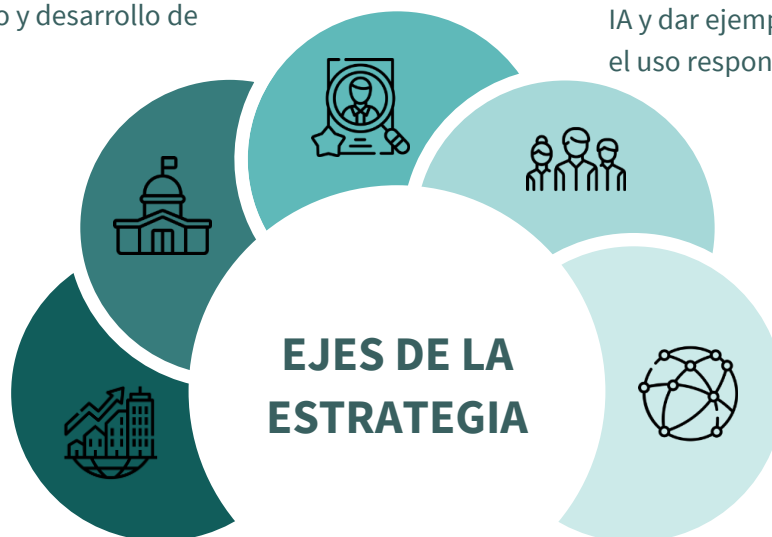 o y desarrollo de
IA y dar ejemp
el uso respon
EJES DE LA
ESTRATEGIA